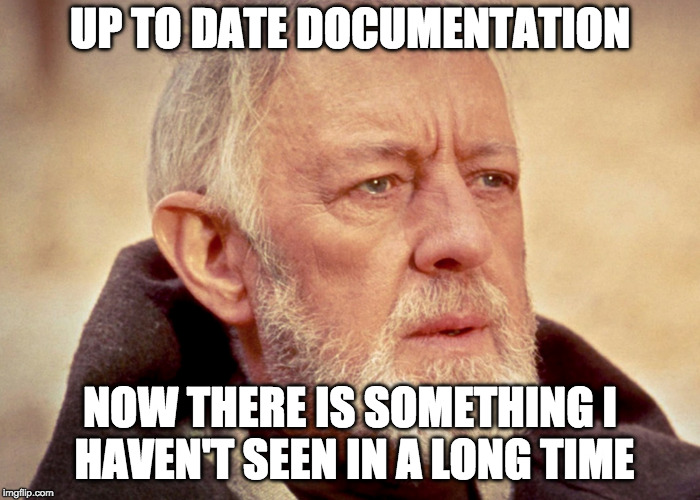 UP TO DATE DOCUMENTATION
NOW THERE IS SOMETHING I
HAVEN'T SEEN IN A LONG TIME
imgflip.com